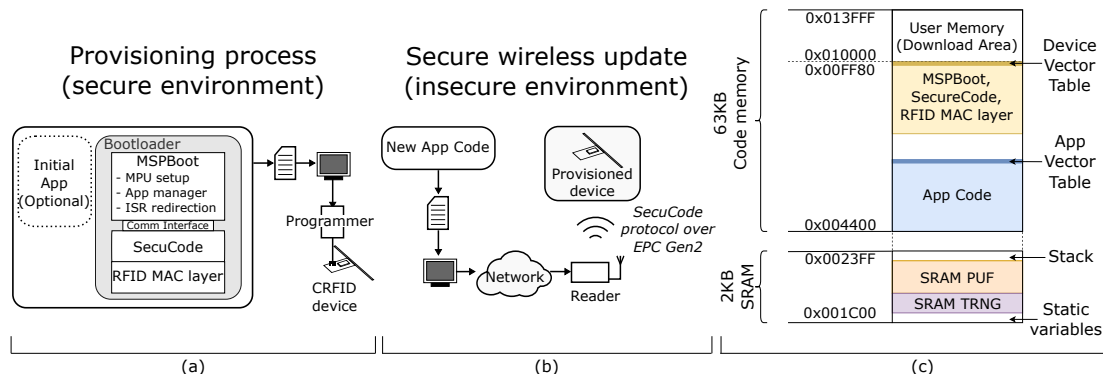 Provisioning process
(secure environment)
Initial
App
(Optional)
Bootloader
MSPBoot
- MPU setup
- App manager
- ISR redirection
Comm Interface
SecuCode
RFID MAC layer
Programmer
CRFID
device
(a)
Secure wireless update
(insecure environment)
New App Code
Provisioned
device
SecuCode
protocol over
EPC Gen2
Network
Reader
(b)
63KB
Code memory
0x013FFF
0x010000
0x00FF80
0x004400
User Memory
(Download Area)
MSPBoot,
SecureCode,
RFID MAC layer
App Code
Device
Vector
Table
App
Vector
Table
2KB
SRAM
0x0023FF
0x001C00
SRAM PUF
SRAM TRNG
Stack
Static
variables
(c)